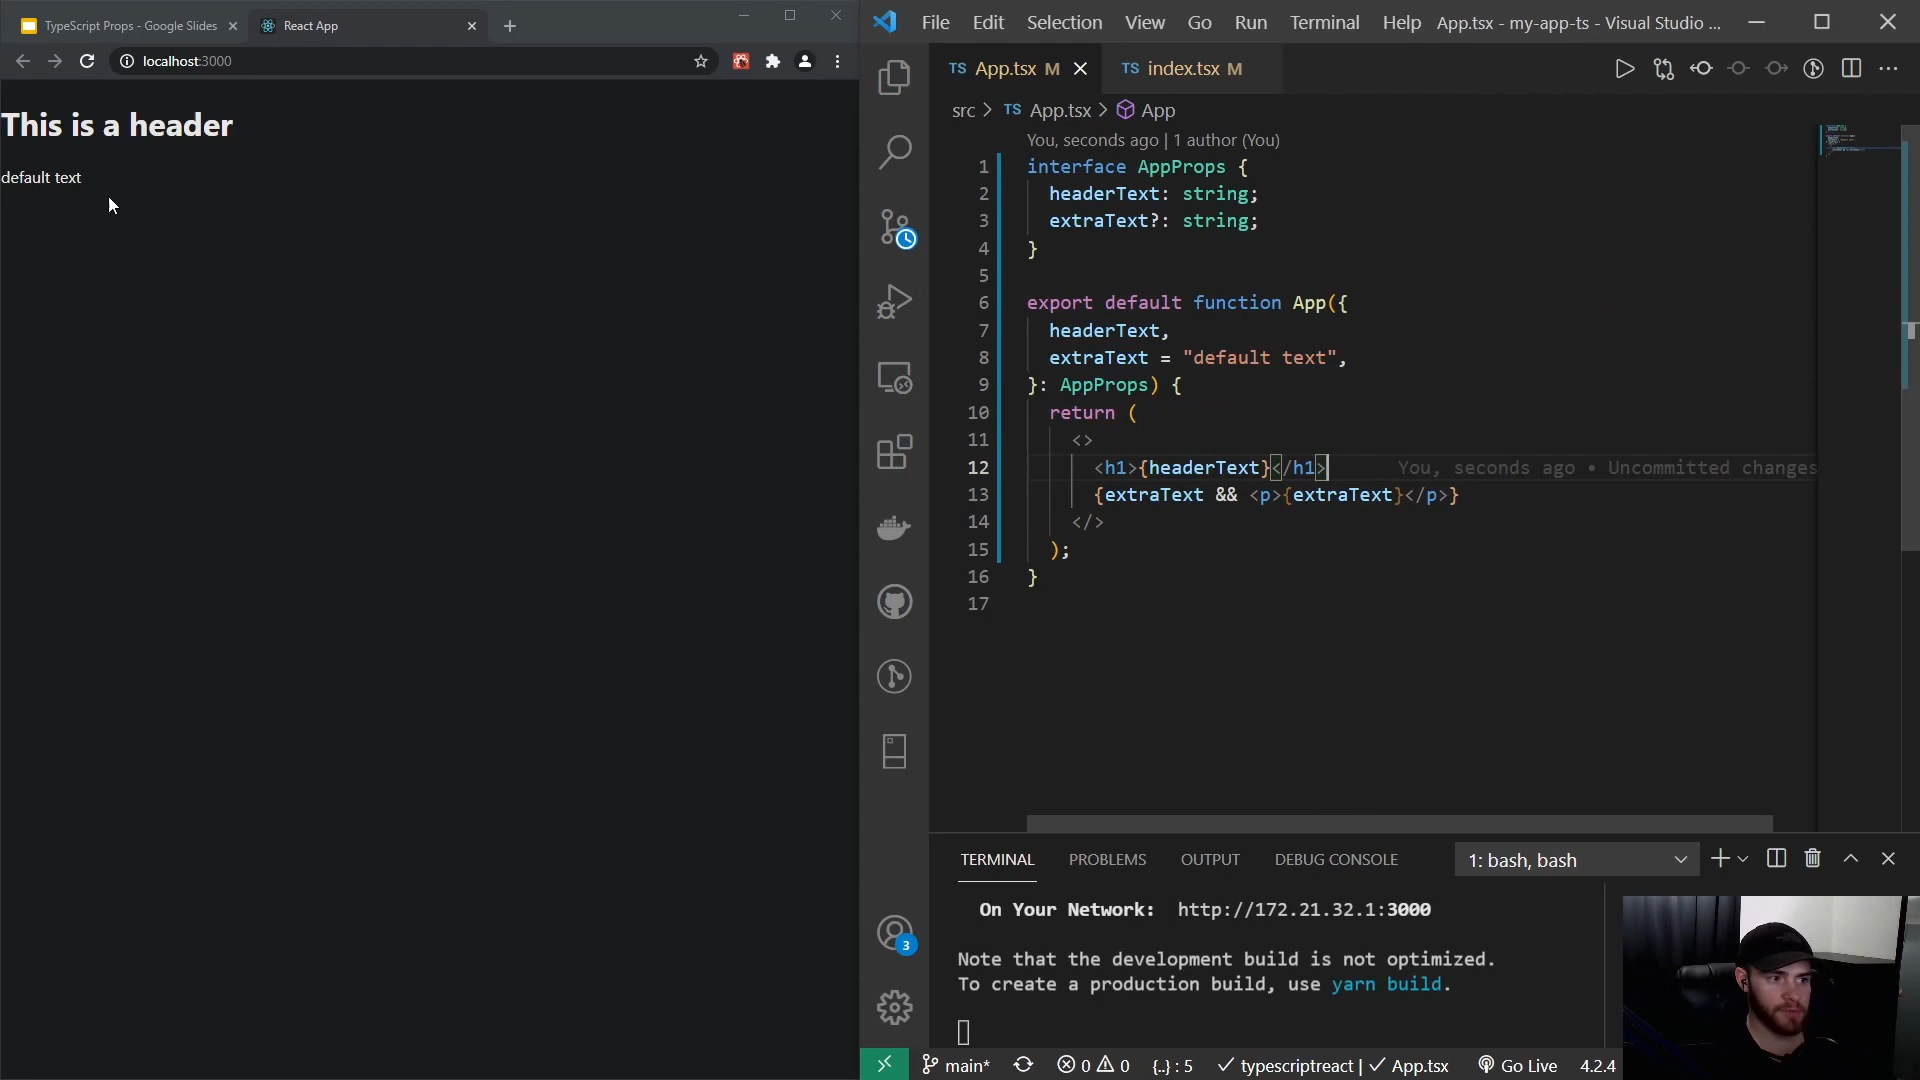 TypeScript Props - Google Slides
React App
localhost:3000
This is a header
default text
File Edit Selection View Go Run Terminal Help App.tsx - my-app-ts - Visual Studio ...
TS App.tsx M
TS index.tsx M
src > TS App.tsx > App
You, seconds ago | 1 author (You)
1 interface AppProps {
2 headerText: string;
3 extraText?: string;
4 }
5
6 export default function App({
7 headerText,
8 extraText = "default text",
9 }: AppProps) {
10 return (
11 <>
12 <h1>{headerText}</h1> You, seconds ago • Uncommitted changes
13 {extraText && <p>{extraText}</p>}
14 </>
15 );
16 }
17
TERMINAL PROBLEMS OUTPUT DEBUG CONSOLE 1: bash, bash
On Your Network: http://172.21.32.1:3000
Note that the development build is not optimized.
To create a production build, use yarn build.
3
main* 0 0 {..} : 5 typescriptreact | App.tsx Go Live 4.2.4